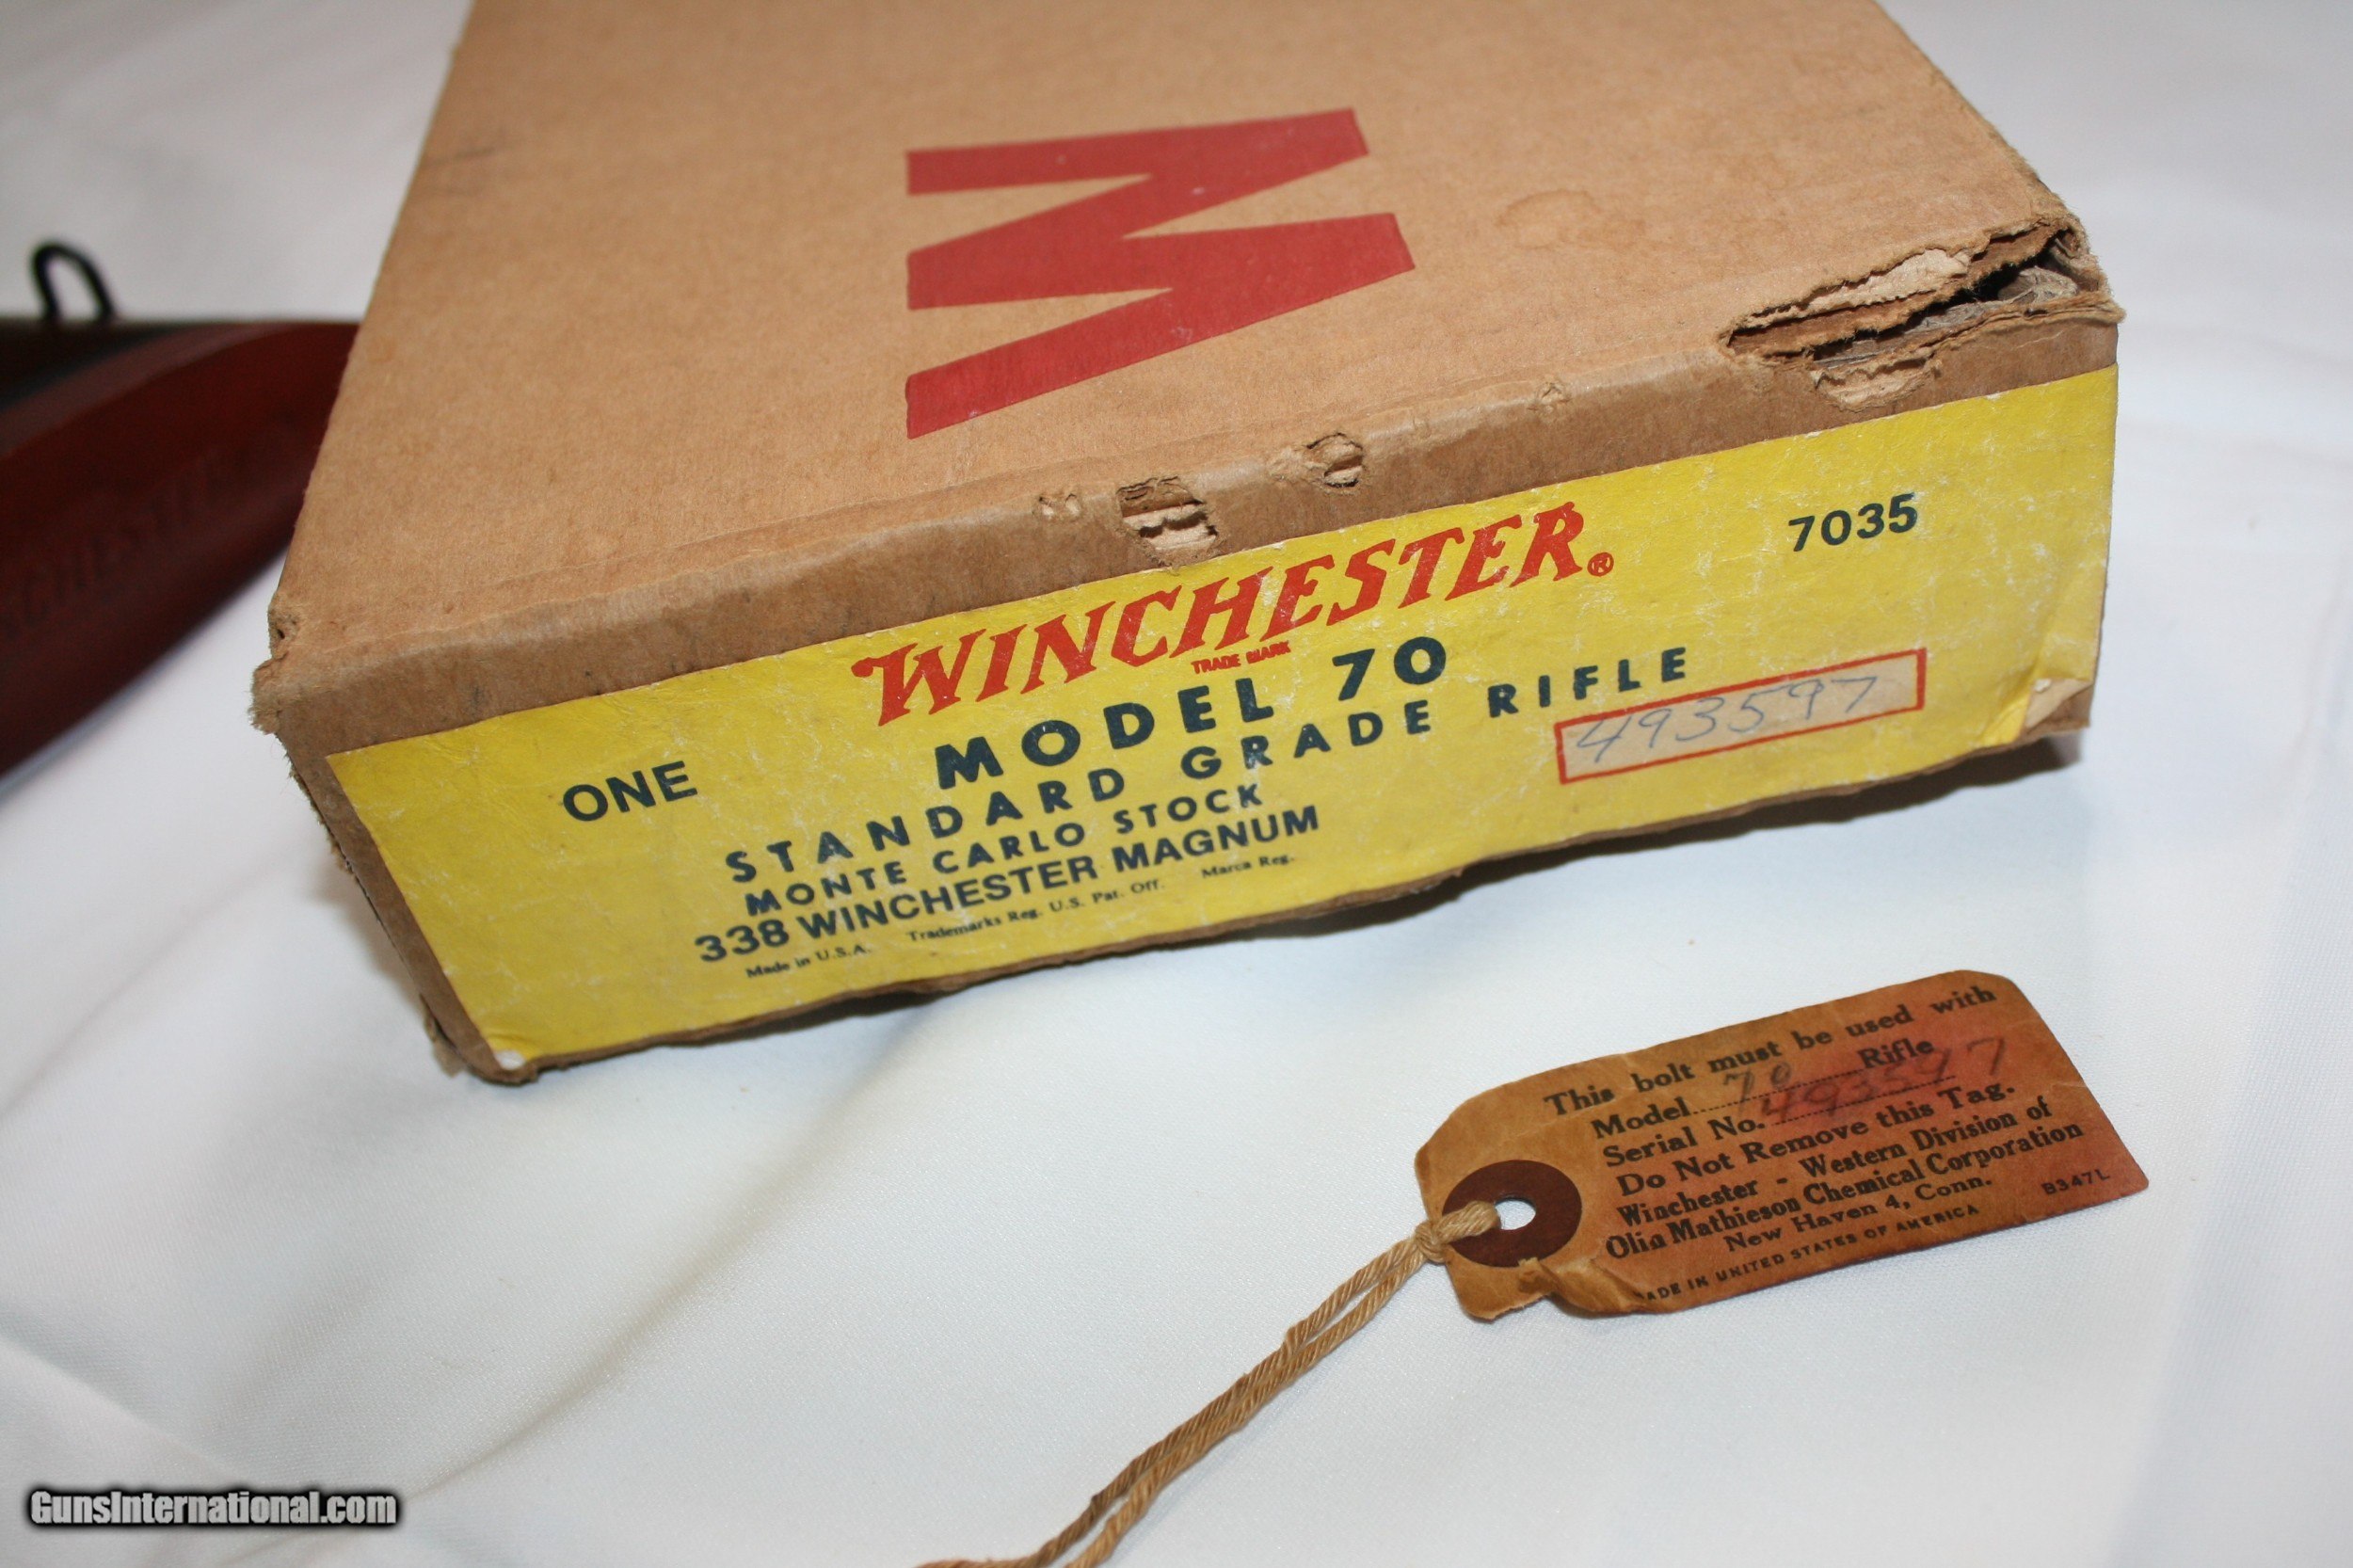 W
WINCHESTER®
TRADE MARK
7035
ONE
MODEL 70
STANDARD GRADE RIFLE
493597
MONTE CARLO STOCK
338 WINCHESTER MAGNUM
Made in U.S.A. Trademarks Reg. U.S. Pat. Off. Marca Reg.
This bolt must be used with
Model 70 Rifle
Serial No. 493597
Do Not Remove this Tag.
Winchester - Western Division of
Olin Mathieson Chemical Corporation
New Haven 4, Conn. B347L
ADE IN UNITED STATES OF AMERICA
GunsInternational.com